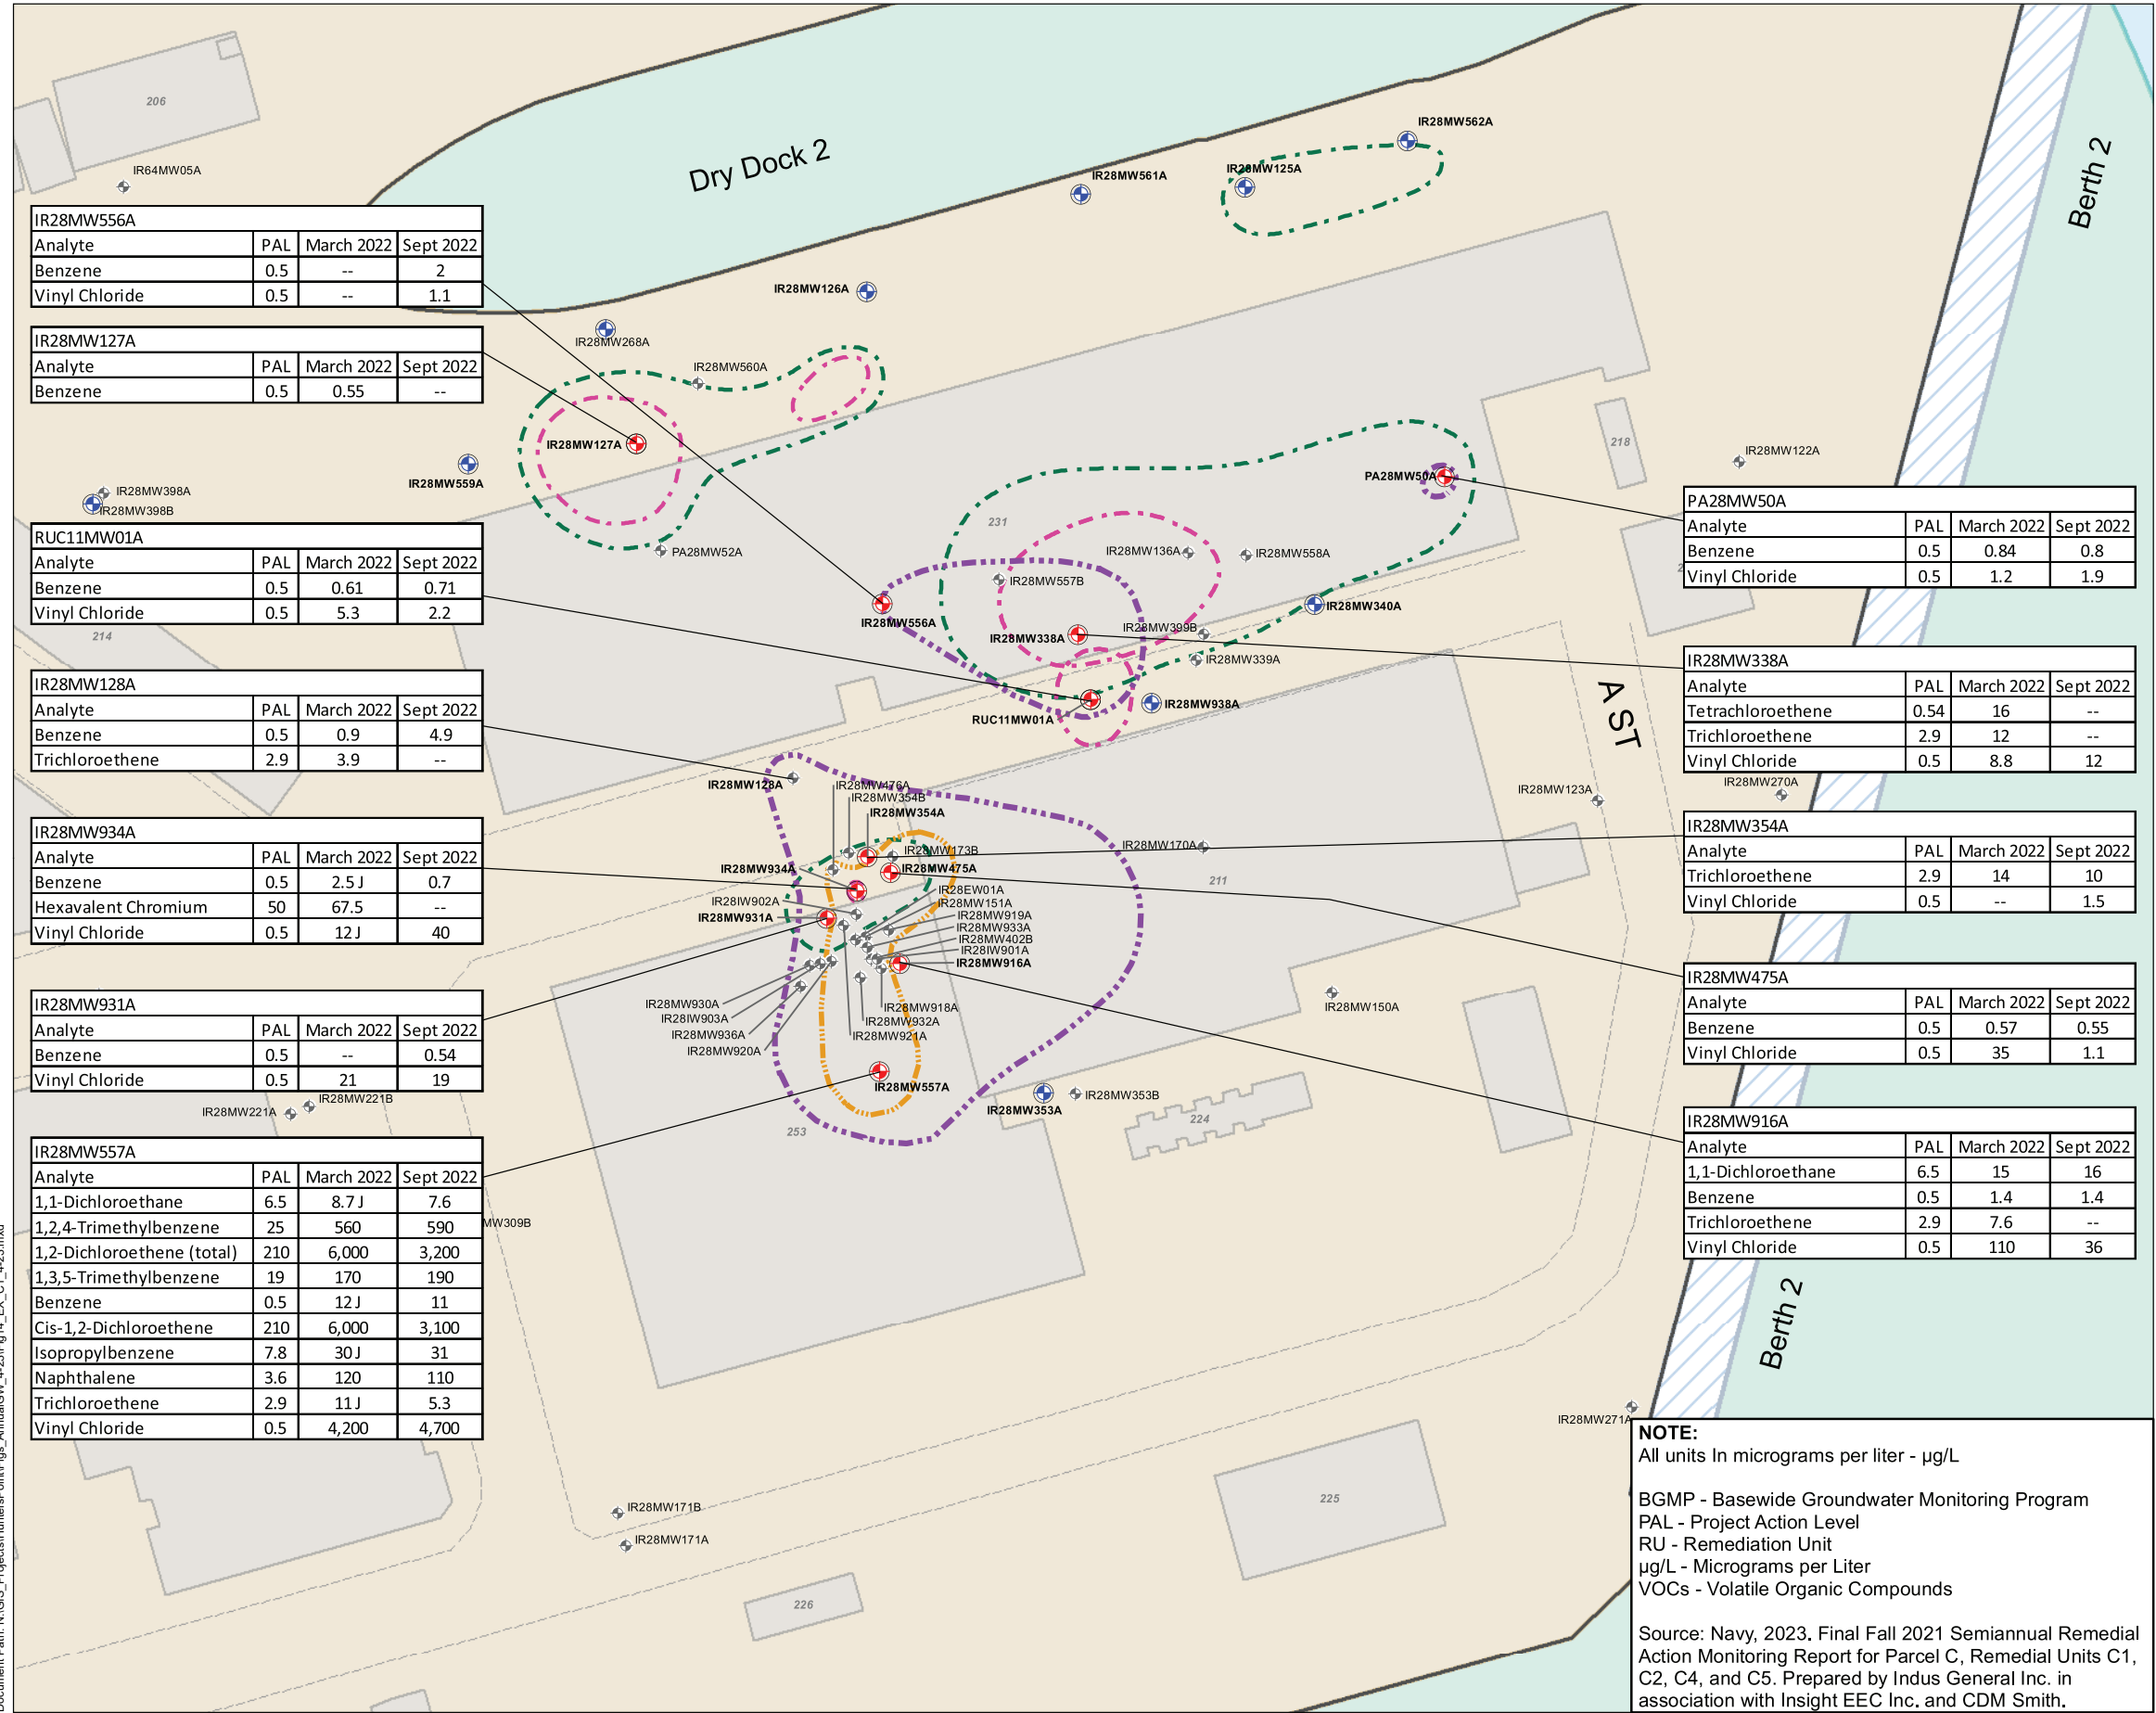 206
IR64MW05A
Dry Dock 2
IR28MW562A
IR28MW125A
IR28MW561A
Berth 2
IR28MW556A
Analyte PAL March 2022 Sept 2022
Benzene 0.5 -- 2
Vinyl Chloride 0.5 -- 1.1
IR28MW126A
IR28MW268A
IR28MW560A
IR28MW127A
Analyte PAL March 2022 Sept 2022
Benzene 0.5 0.55 --
IR28MW127A
IR28MW559A
IR28MW398A
IR28MW398B
PA28MW52A
218
IR28MW122A
PA28MW50A
231
IR28MW136A
IR28MW558A
IR28MW557B
IR28MW556A
IR28MW338A
IR28MW399B
IR28MW340A
IR28MW339A
RUC11MW01A
IR28MW938A
PA28MW50A
Analyte PAL March 2022 Sept 2022
Benzene 0.5 0.84 0.8
Vinyl Chloride 0.5 1.2 1.9
RUC11MW01A
Analyte PAL March 2022 Sept 2022
Benzene 0.5 0.61 0.71
Vinyl Chloride 0.5 5.3 2.2
214
IR28MW338A
Analyte PAL March 2022 Sept 2022
Tetrachloroethene 0.54 16 --
Trichloroethene 2.9 12 --
Vinyl Chloride 0.5 8.8 12
A ST
IR28MW128A
Analyte PAL March 2022 Sept 2022
Benzene 0.5 0.9 4.9
Trichloroethene 2.9 3.9 --
IR28MW128A
IR28MW476A
IR28MW354B
IR28MW354A
IR28MW123A
IR28MW270A
IR28MW354A
Analyte PAL March 2022 Sept 2022
Trichloroethene 2.9 14 10
Vinyl Chloride 0.5 -- 1.5
IR28MW934A
Analyte PAL March 2022 Sept 2022
Benzene 0.5 2.5 J 0.7
Hexavalent Chromium 50 67.5 --
Vinyl Chloride 0.5 12 J 40
IR28MW173B
IR28MW170A
IR28MW934A
IR28MW475A
211
IR28EW01A
IR28IW902A
IR28MW151A
IR28MW931A
IR28MW919A
IR28MW933A
IR28MW402B
IR28IW901A
IR28MW916A
IR28MW930A
IR28IW903A
IR28MW936A
IR28MW920A
IR28MW918A
IR28MW932A
IR28MW921A
IR28MW150A
IR28MW475A
Analyte PAL March 2022 Sept 2022
Benzene 0.5 0.57 0.55
Vinyl Chloride 0.5 35 1.1
IR28MW931A
Analyte PAL March 2022 Sept 2022
Benzene 0.5 -- 0.54
Vinyl Chloride 0.5 21 19
IR28MW221A
IR28MW221B
IR28MW557A
IR28MW353A
IR28MW353B
224
253
IR28MW916A
Analyte PAL March 2022 Sept 2022
1,1-Dichloroethane 6.5 15 16
Benzene 0.5 1.4 1.4
Trichloroethene 2.9 7.6 --
Vinyl Chloride 0.5 110 36
IR28MW557A
Analyte PAL March 2022 Sept 2022
1,1-Dichloroethane 6.5 8.7 J 7.6
1,2,4-Trimethylbenzene 25 560 590
1,2-Dichloroethene (total) 210 6,000 3,200
1,3,5-Trimethylbenzene 19 170 190
Benzene 0.5 12 J 11
Cis-1,2-Dichloroethene 210 6,000 3,100
Isopropylbenzene 7.8 30 J 31
Naphthalene 3.6 120 110
Trichloroethene 2.9 11 J 5.3
Vinyl Chloride 0.5 4,200 4,700
MW309B
Berth 2
IR28MW271A
IR28MW171B
IR28MW171A
225
226
NOTE:
All units In micrograms per liter - µg/L
BGMP - Basewide Groundwater Monitoring Program
PAL - Project Action Level
RU - Remediation Unit
µg/L - Micrograms per Liter
VOCs - Volatile Organic Compounds
Source: Navy, 2023. Final Fall 2021 Semiannual Remedial
Action Monitoring Report for Parcel C, Remedial Units C1,
C2, C4, and C5. Prepared by Indus General Inc. in
association with Insight EEC Inc. and CDM Smith.